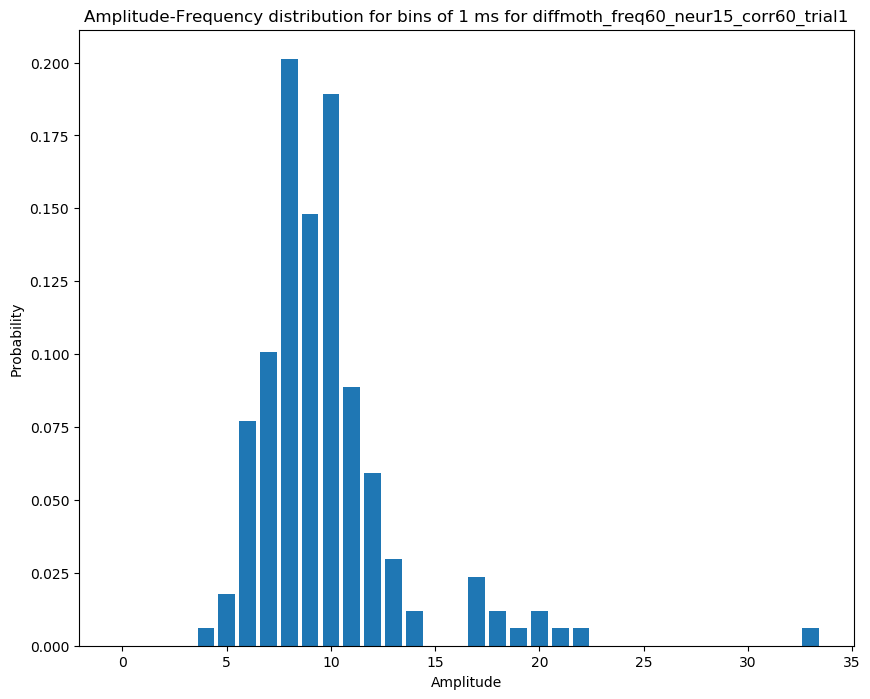 Amplitude-Frequency distribution for bins of 1 ms for diffmoth_freq60_neur15_corr60_trial1
0.200
0.175
0.150
0.125
0.100
0.075
0.050
0.025
0.000
Probability
0 5 10 15 20 25 30 35
Amplitude